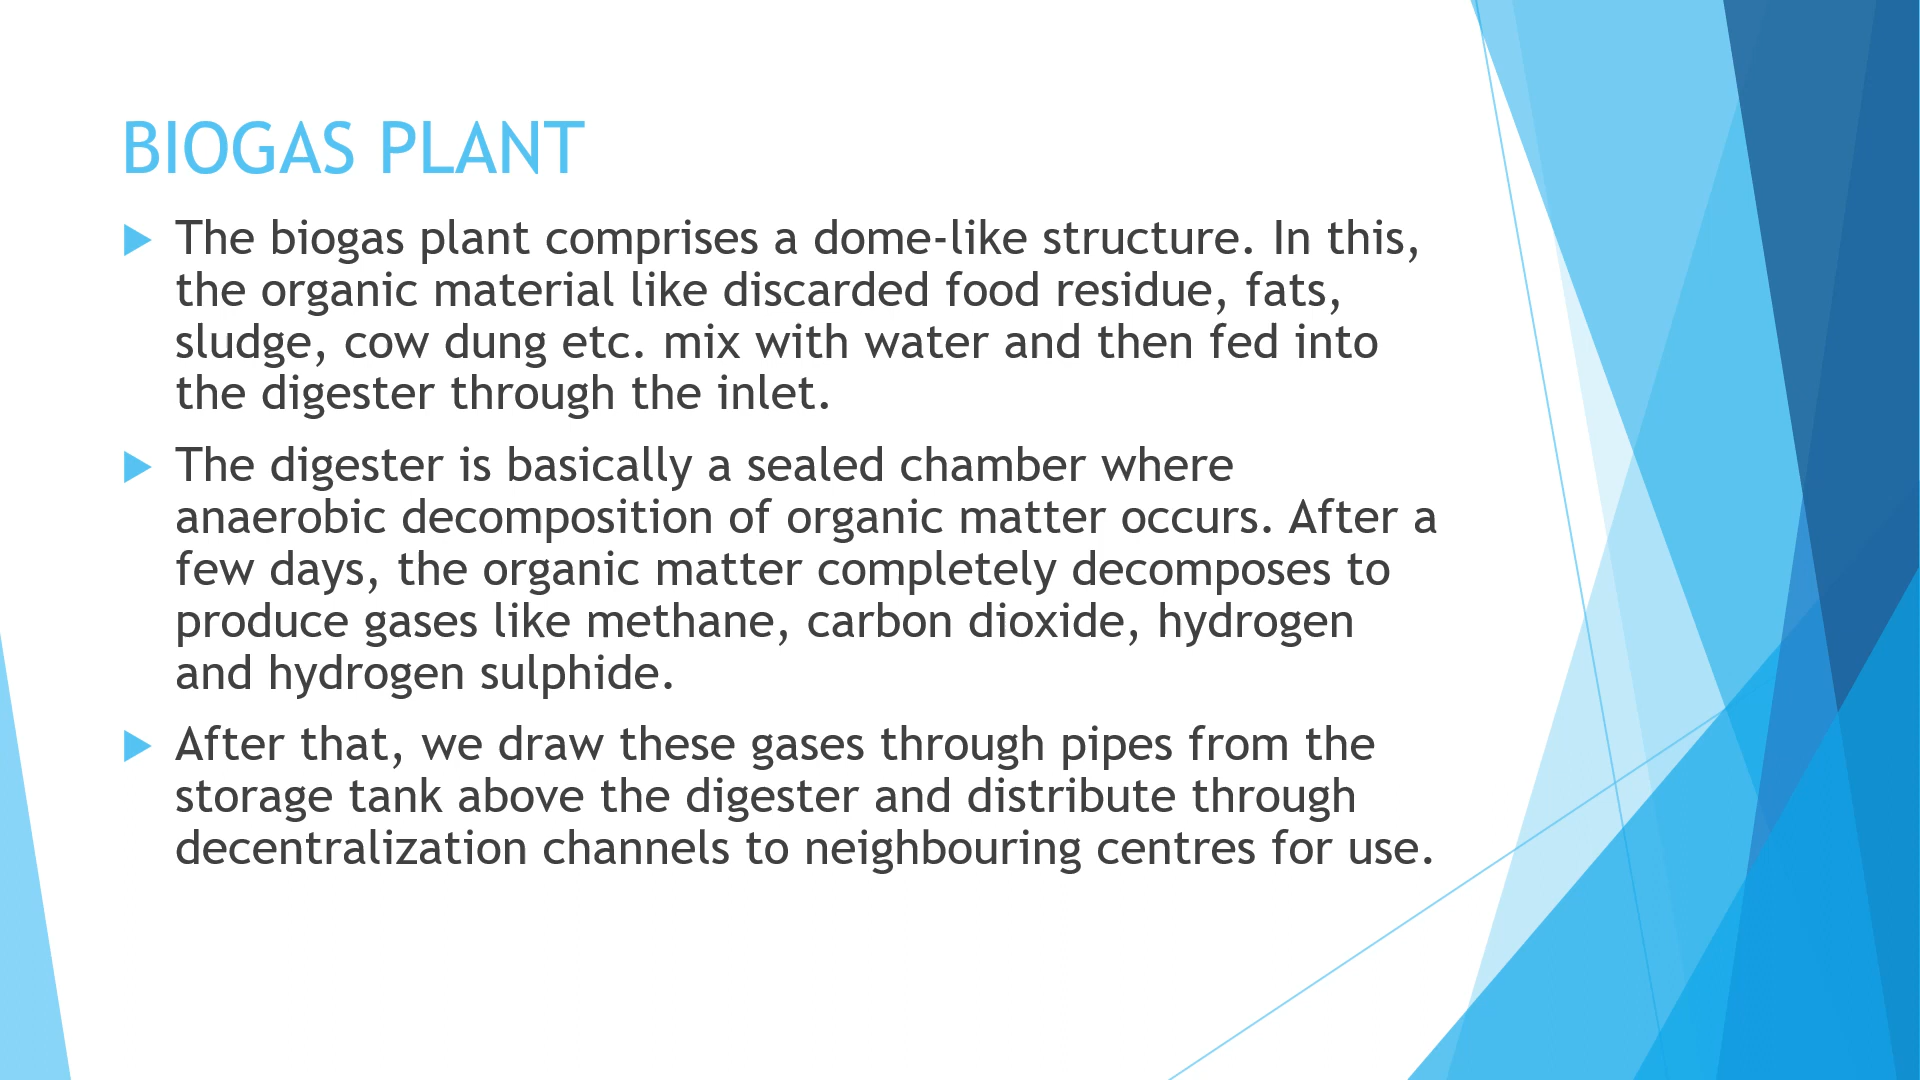 BIOGAS PLANT
The biogas plant comprises a dome-like structure. In this,
the organic material like discarded food residue, fats,
sludge, cow dung etc. mix with water and then fed into
the digester through the inlet.
The digester is basically a sealed chamber where
anaerobic decomposition of organic matter occurs. After a
few days, the organic matter completely decomposes to
produce gases like methane, carbon dioxide, hydrogen
and hydrogen sulphide.
After that, we draw these gases through pipes from the
storage tank above the digester and distribute through
decentralization channels to neighbouring centres for use.